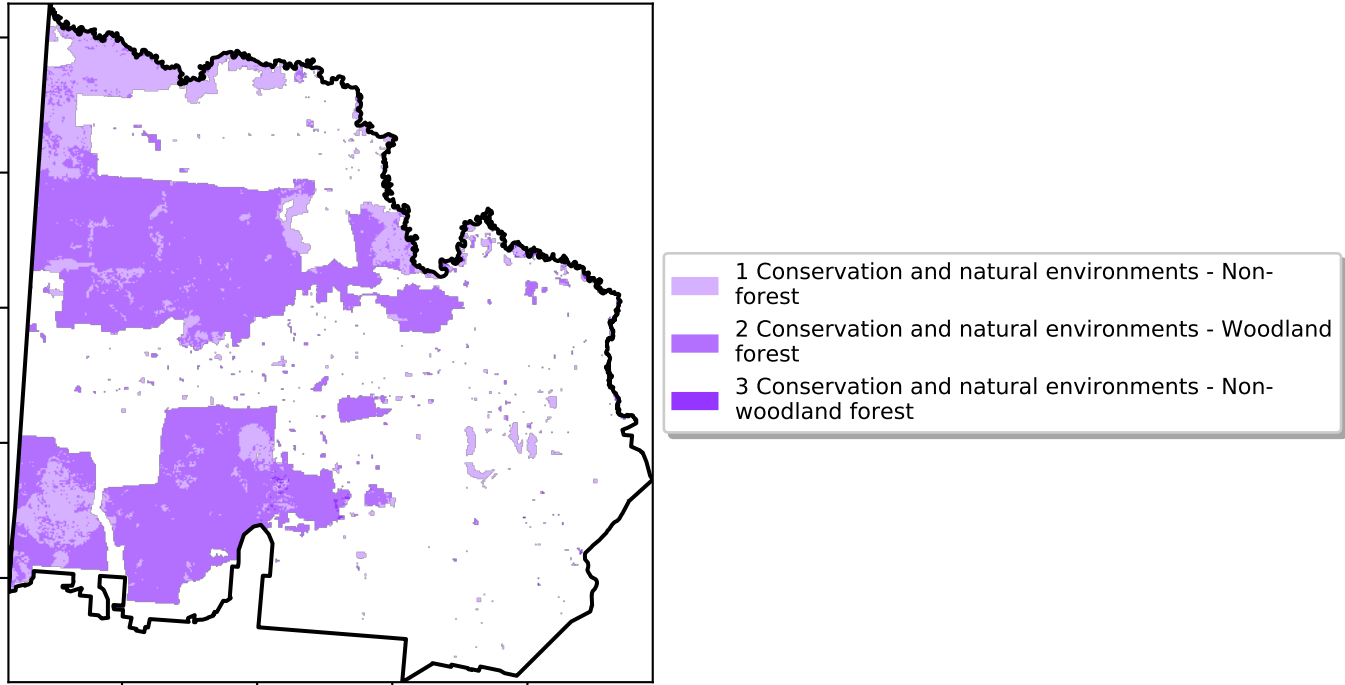 1 Conservation and natural environments - Non-
forest
2 Conservation and natural environments - Woodland
forest
3 Conservation and natural environments - Non-
woodland forest